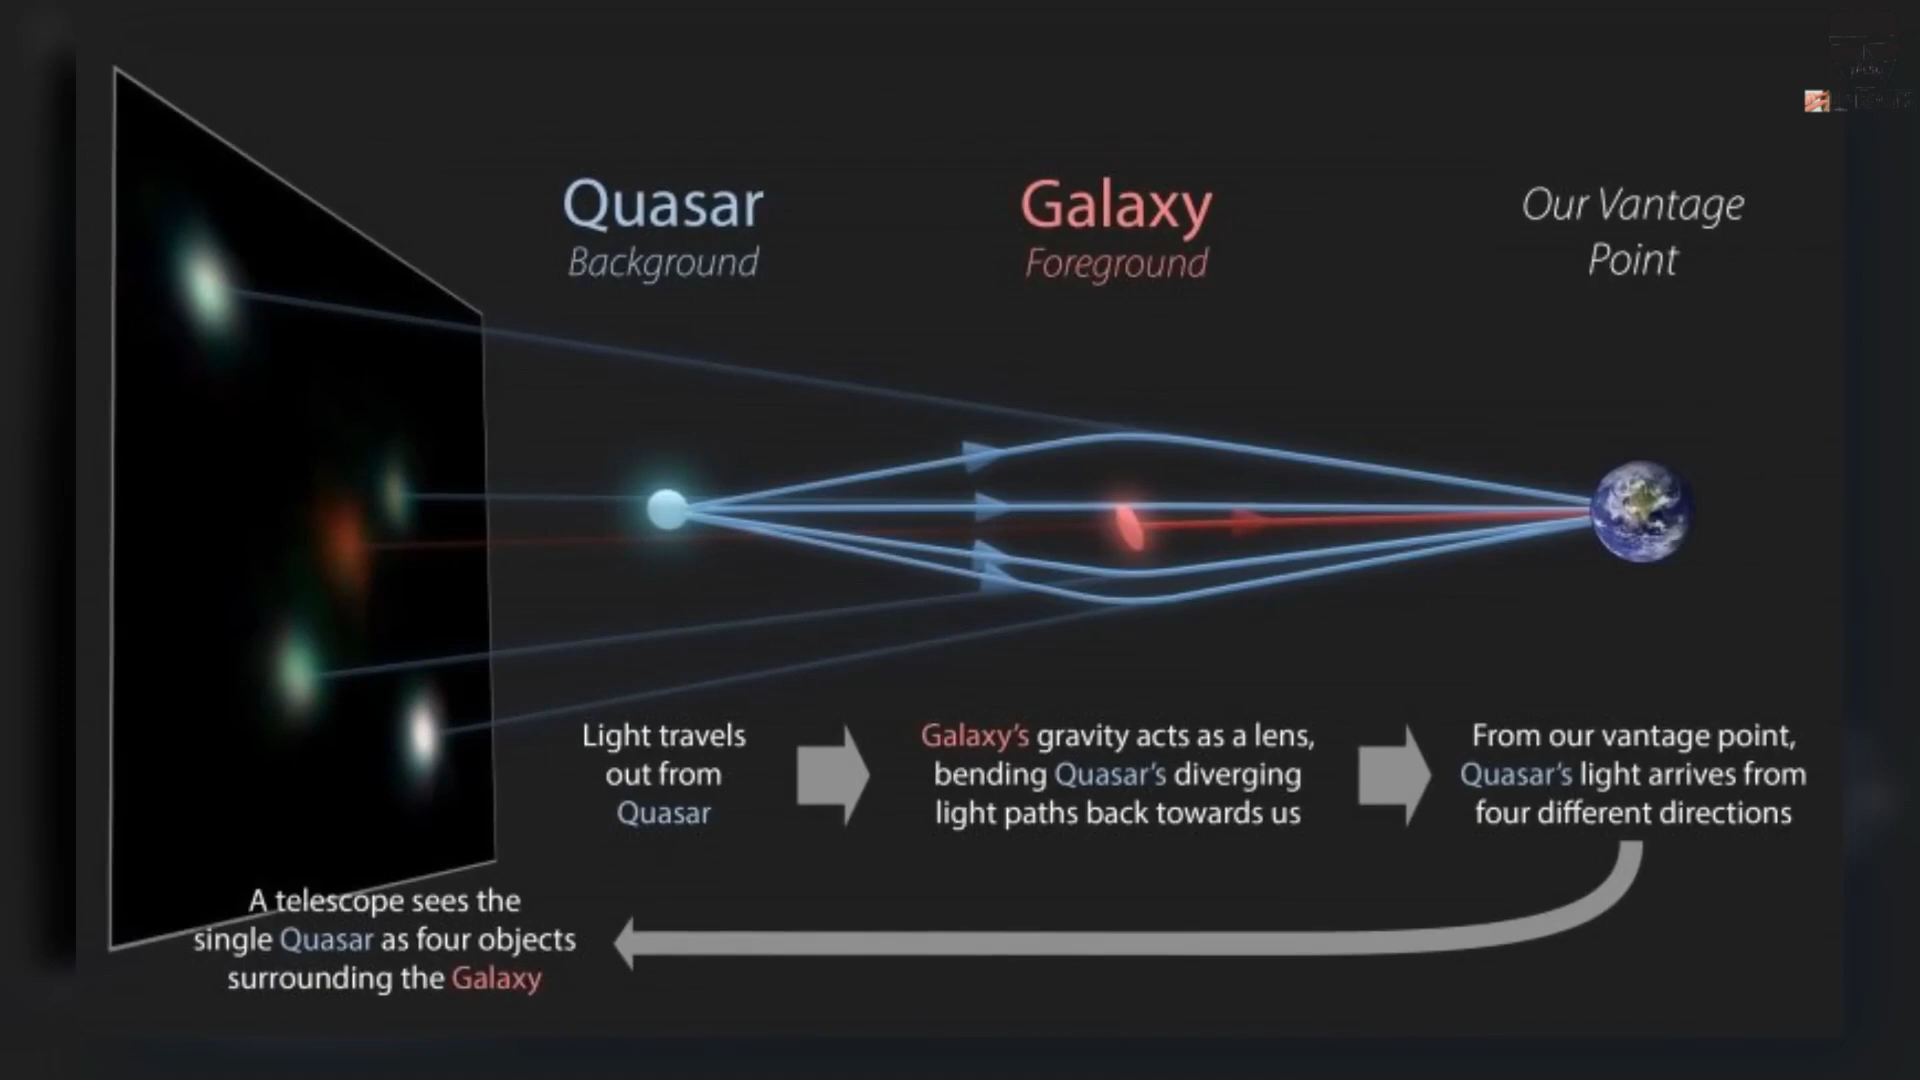 Quasar
Background
Galaxy
Foreground
Our Vantage
Point
Light travels
out from
Quasar
Galaxy's gravity acts as a lens,
bending Quasar's diverging
light paths back towards us
From our vantage point,
Quasar's light arrives from
four different directions
A telescope sees the
single Quasar as four objects
surrounding the Galaxy